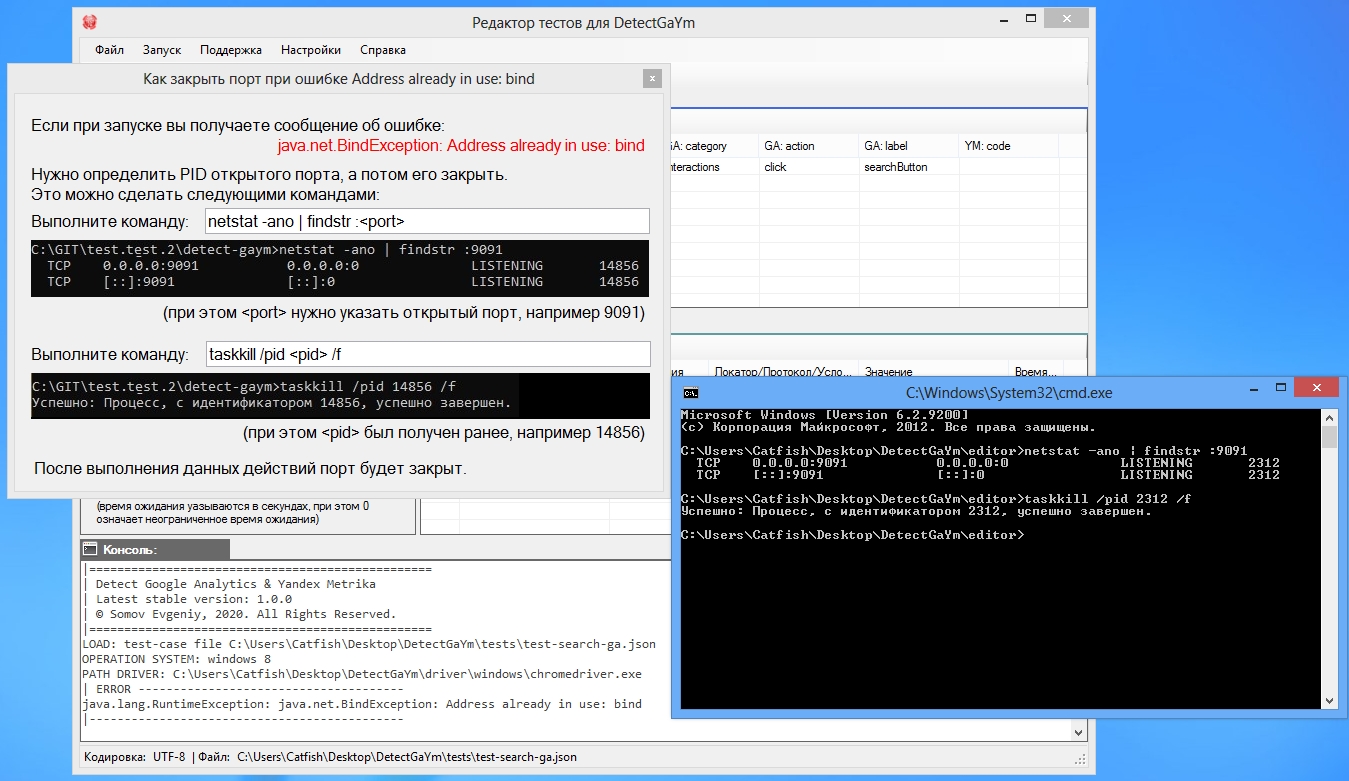 Редактор тестов для DetectGaYm
Файл Запуск Поддержка Настройки Справка
Как закрыть порт при ошибке Address already in use: bind
Если при запуске вы получаете сообщение об ошибке:
java.net.BindException: Address already in use: bind
Нужно определить PID открытого порта, а потом его закрыть.
Это можно сделать следующими командами:
Выполните команду: netstat -ano | findstr :<port>
C:\GIT\test.test.2\detect-gaym>netstat -ano | findstr :9091
TCP 0.0.0.0:9091 0.0.0.0:0 LISTENING 14856
TCP [::]:9091 [::]:0 LISTENING 14856
(при этом <port> нужно указать открытый порт, например 9091)
Выполните команду: taskkill /pid <pid> /f
C:\GIT\test.test.2\detect-gaym>taskkill /pid 14856 /f
Успешно: Процесс, с идентификатором 14856, успешно завершен.
(при этом <pid> был получен ранее, например 14856)
После выполнения данных действий порт будет закрыт.
GA: category GA: action GA: label YM: code
nteractions click searchButton
ия Локатор/Протокол/Усло... Значение Время...
C:\Windows\System32\cmd.exe
Microsoft Windows [Version 6.2.9200]
(c) Корпорация Майкрософт, 2012. Все права защищены.
C:\Users\Catfish\Desktop\DetectGaYm\editor>netstat -ano | findstr :9091
TCP 0.0.0.0:9091 0.0.0.0:0 LISTENING 2312
TCP [::]:9091 [::]:0 LISTENING 2312
C:\Users\Catfish\Desktop\DetectGaYm\editor>taskkill /pid 2312 /f
Успешно: Процесс, с идентификатором 2312, успешно завершен.
C:\Users\Catfish\Desktop\DetectGaYm\editor>
(время ожидания уазываются в секундах, при этом 0
означает неограниченное время ожидания)
Консоль:
|===============================================
| Detect Google Analytics & Yandex Metrika
| Latest stable version: 1.0.0
| © Somov Evgeniy, 2020. All Rights Reserved.
|===============================================
LOAD: test-case file C:\Users\Catfish\Desktop\DetectGaYm\tests\test-search-ga.json
OPERATION SYSTEM: windows 8
PATH DRIVER: C:\Users\Catfish\Desktop\DetectGaYm\driver\windows\chromedriver.exe
| ERROR ------------------------------------
java.lang.RuntimeException: java.net.BindException: Address already in use: bind
|-------------------------------------------
Кодировка: UTF-8 | Файл: C:\Users\Catfish\Desktop\DetectGaYm\tests\test-search-ga.json